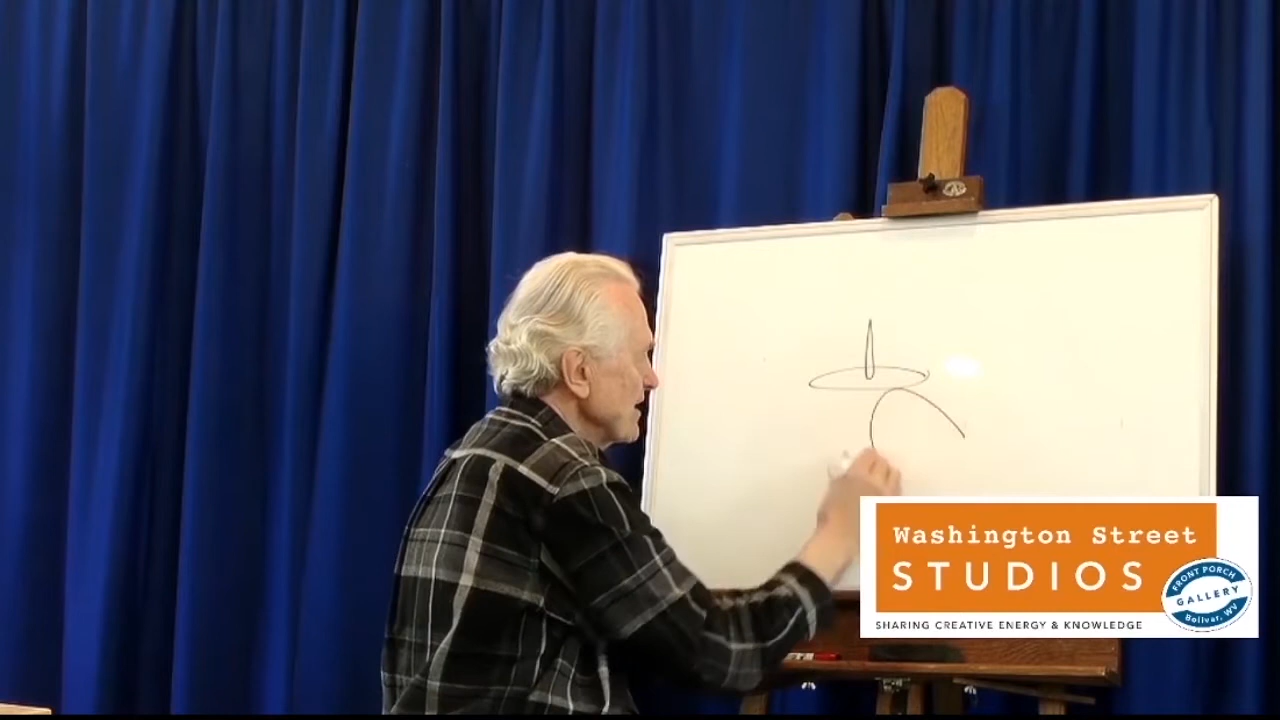 Washington Street
STUDIOS
FRONT PORCH
GALLERY
Bolivar, WV
SHARING CREATIVE ENERGY & KNOWLEDGE